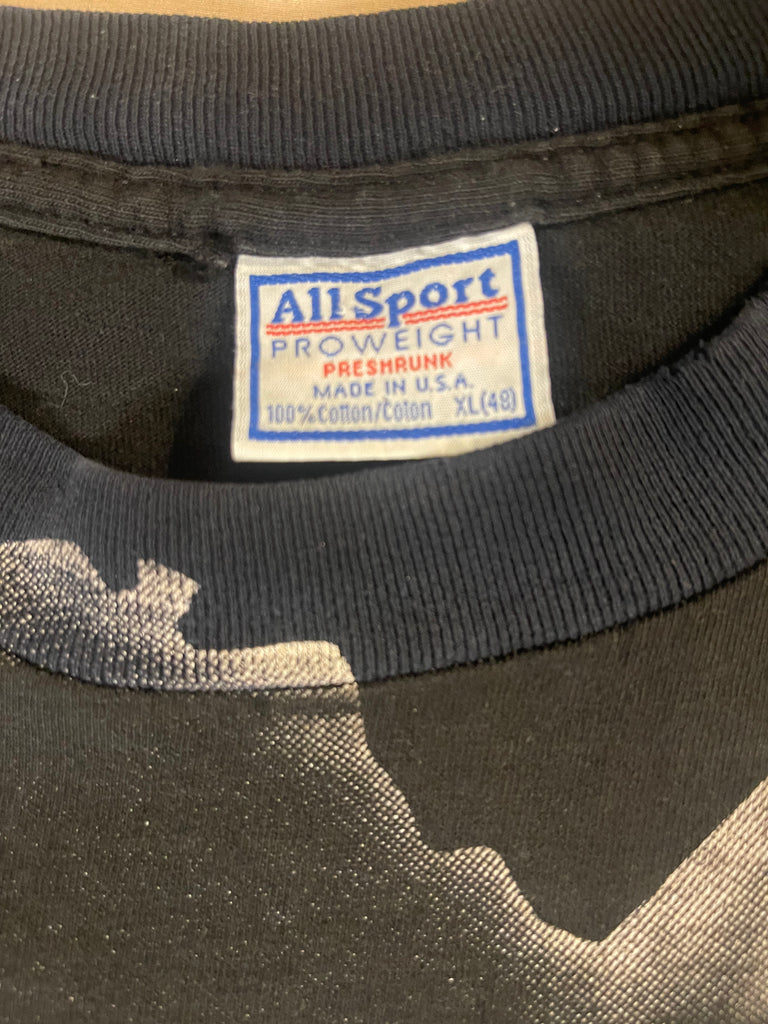 All Sport
PROWEIGHT
PRESHRUNK
MADE IN U.S.A.
100% Cotton/Coton XL(48)